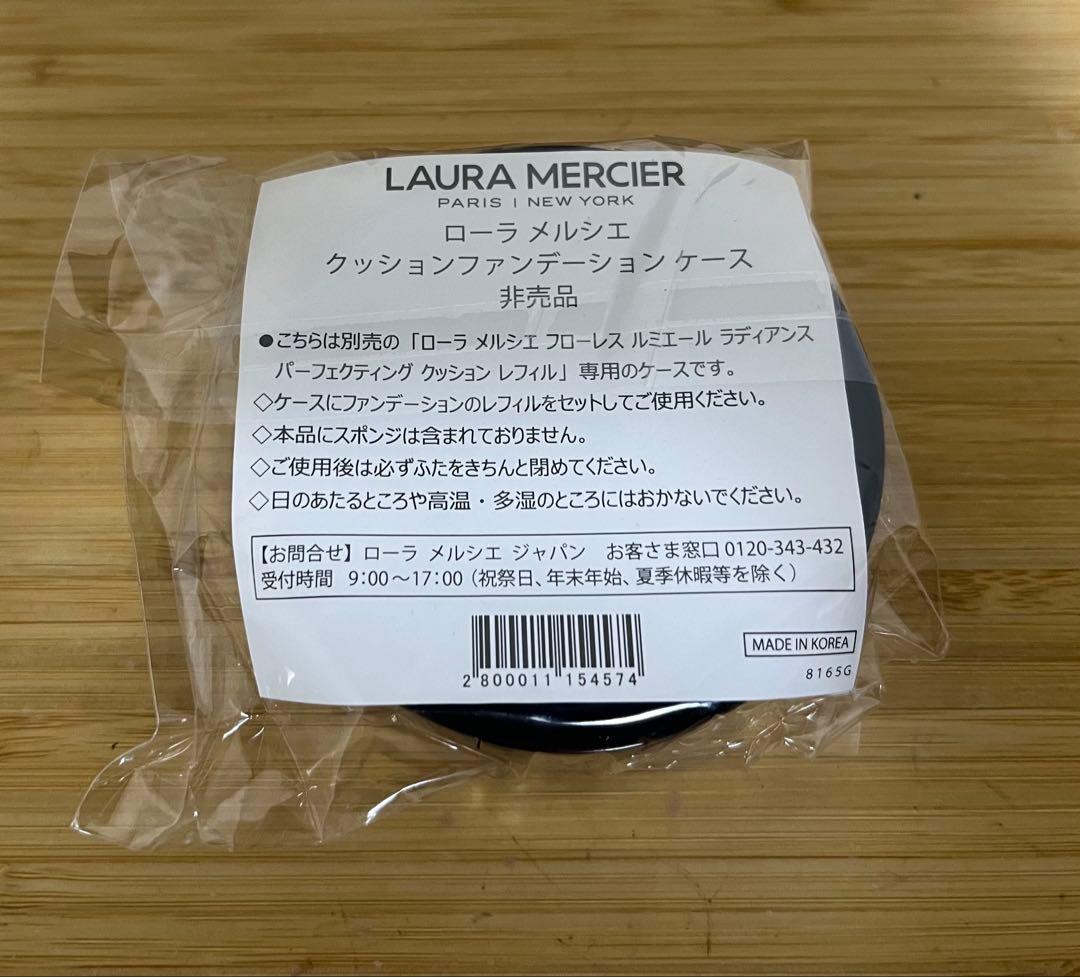 LAURA MERCIER
PARIS | NEW YORK
ローラ メルシエ
クッションファンデーション ケース
非売品
●こちらは別売の「ローラ メルシエ フローレス ルミエール ラディアンス
パーフェクティング クッション レフィル」専用のケースです。
◇ケースにファンデーションのレフィルをセットしてご使用ください。
◇本品にスポンジは含まれておりません。
◇ご使用後は必ずふたをきちんと閉めてください。
◇日のあたるところや高温・多湿のところにはおかないでください。
【お問合せ】ローラ メルシエ ジャパン お客さま窓口 0120-343-432
受付時間 9:00～17:00（祝祭日、年末年始、夏季休暇等を除く）
2 800011 154574
MADE IN KOREA
8165G